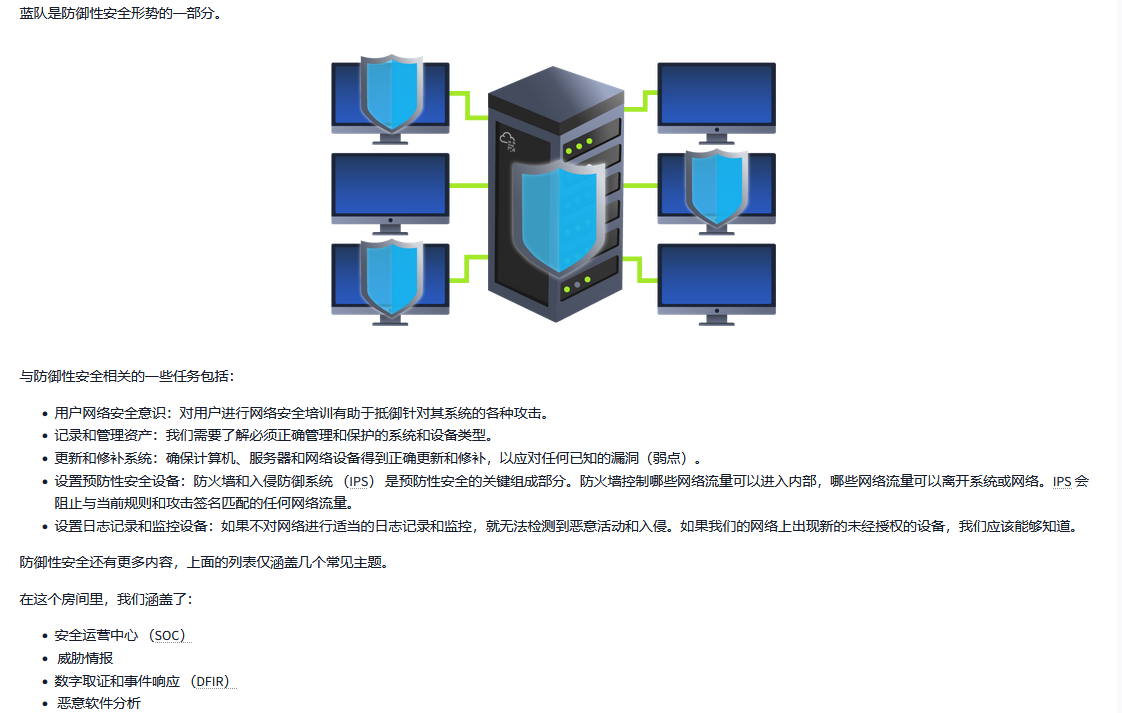 蓝队是防御性安全形势的一部分。
与防御性安全相关的一些任务包括：
• 用户网络安全意识：对用户进行网络安全培训有助于抵御针对其系统的各种攻击。
• 记录和管理资产：我们需要了解必须正确管理和保护的系统和设备类型。
• 更新和修补系统：确保计算机、服务器和网络设备得到正确更新和修补，以应对任何已知的漏洞（弱点）。
• 设置预防性安全设备：防火墙和入侵防御系统 （IPS） 是预防性安全的关键组成部分。防火墙控制哪些网络流量可以进入内部，哪些网络流量可以离开系统或网络。IPS 会
阻止与当前规则和攻击签名匹配的任何网络流量。
• 设置日志记录和监控设备：如果不对网络进行适当的日志记录和监控，就无法检测到恶意活动和入侵。如果我们的网络上出现新的未经授权的设备，我们应该能够知道。
防御性安全还有更多内容，上面的列表仅涵盖几个常见主题。
在这个房间里，我们涵盖了：
• 安全运营中心 （SOC）
• 威胁情报
• 数字取证和事件响应 （DFIR）
• 恶意软件分析